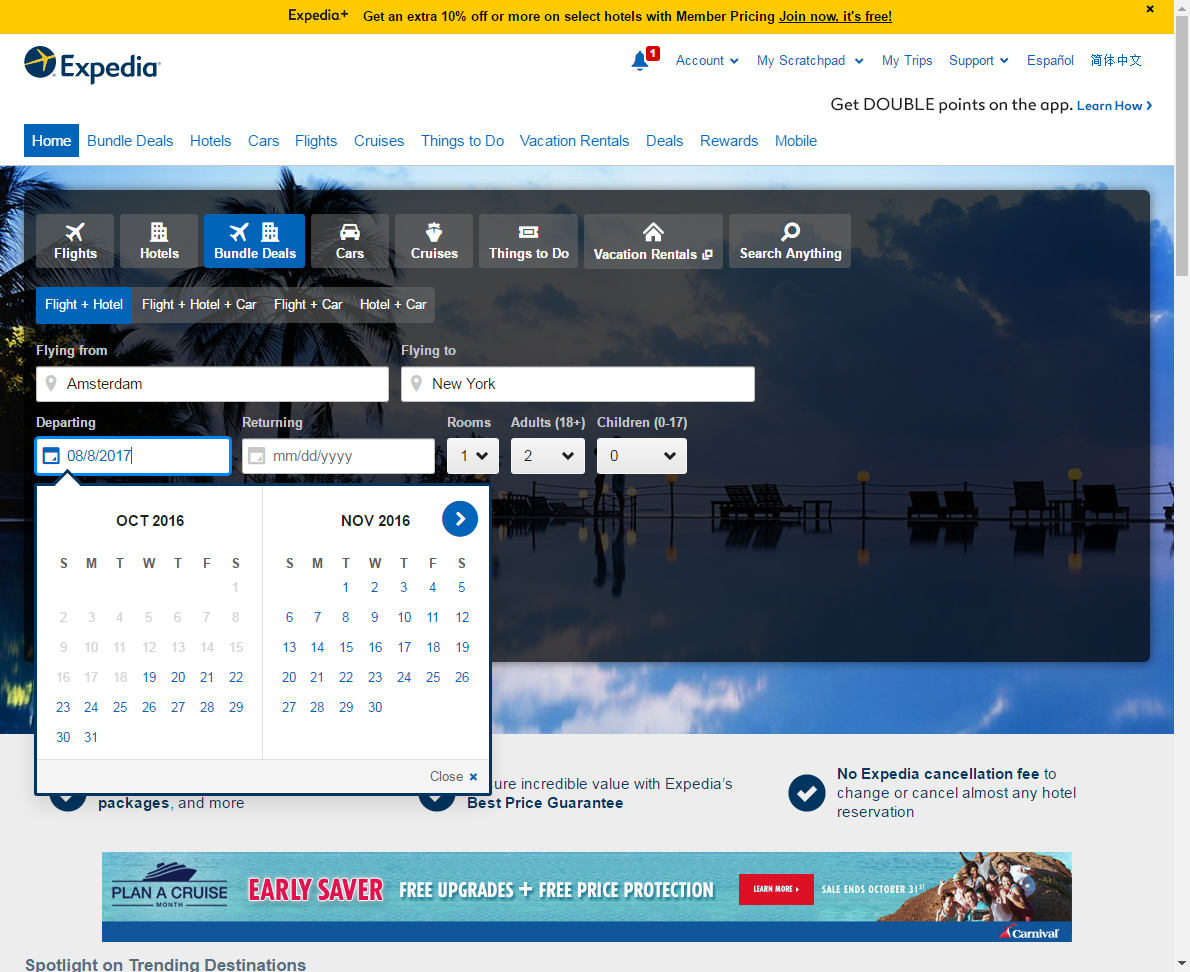 Expedia+ Get an extra 10% off or more on select hotels with Member Pricing Join now, it's free!
Expedia
1 Account My Scratchpad My Trips Support Español 简体中文
Get DOUBLE points on the app. Learn How
Home Bundle Deals Hotels Cars Flights Cruises Things to Do Vacation Rentals Deals Rewards Mobile
Flights Hotels Bundle Deals Cars Cruises Things to Do Vacation Rentals Search Anything
Flight + Hotel Flight + Hotel + Car Flight + Car Hotel + Car
Flying from Flying to
Amsterdam New York
Departing Returning Rooms Adults (18+) Children (0-17)
08/8/2017 mm/dd/yyyy 1 2 0
OCT 2016 NOV 2016
S M T W T F S S M T W T F S
1 1 2 3 4 5
2 3 4 5 6 7 8 6 7 8 9 10 11 12
9 10 11 12 13 14 15 13 14 15 16 17 18 19
16 17 18 19 20 21 22 20 21 22 23 24 25 26
23 24 25 26 27 28 29 27 28 29 30
30 31
Close ×
ure incredible value with Expedia's
packages, and more Best Price Guarantee
No Expedia cancellation fee to
change or cancel almost any hotel
reservation
PLAN A CRUISE
MONTH
EARLY SAVER FREE UPGRADES + FREE PRICE PROTECTION LEARN MORE SALE ENDS OCTOBER 31ST
Carnival
Spotlight on Trending Destinations